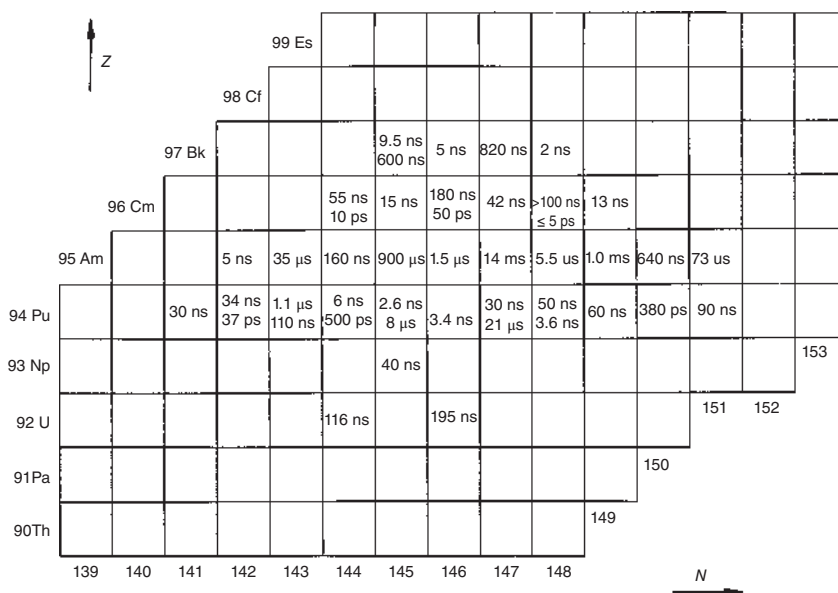 Z
99 Es
98 Cf
97 Bk
9.5 ns
600 ns
5 ns
820 ns
2 ns
96 Cm
55 ns
10 ps
15 ns
180 ns
50 ps
42 ns
>100 ns
≤ 5 ps
13 ns
95 Am
5 ns
35 µs
160 ns
900 µs
1.5 µs
14 ms
5.5 us
1.0 ms
640 ns
73 us
94 Pu
30 ns
34 ns
37 ps
1.1 µs
110 ns
6 ns
500 ps
2.6 ns
8 µs
3.4 ns
30 ns
21 µs
50 ns
3.6 ns
60 ns
380 ps
90 ns
93 Np
40 ns
153
92 U
116 ns
195 ns
151
152
91Pa
150
90Th
149
139 140 141 142 143 144 145 146 147 148
N